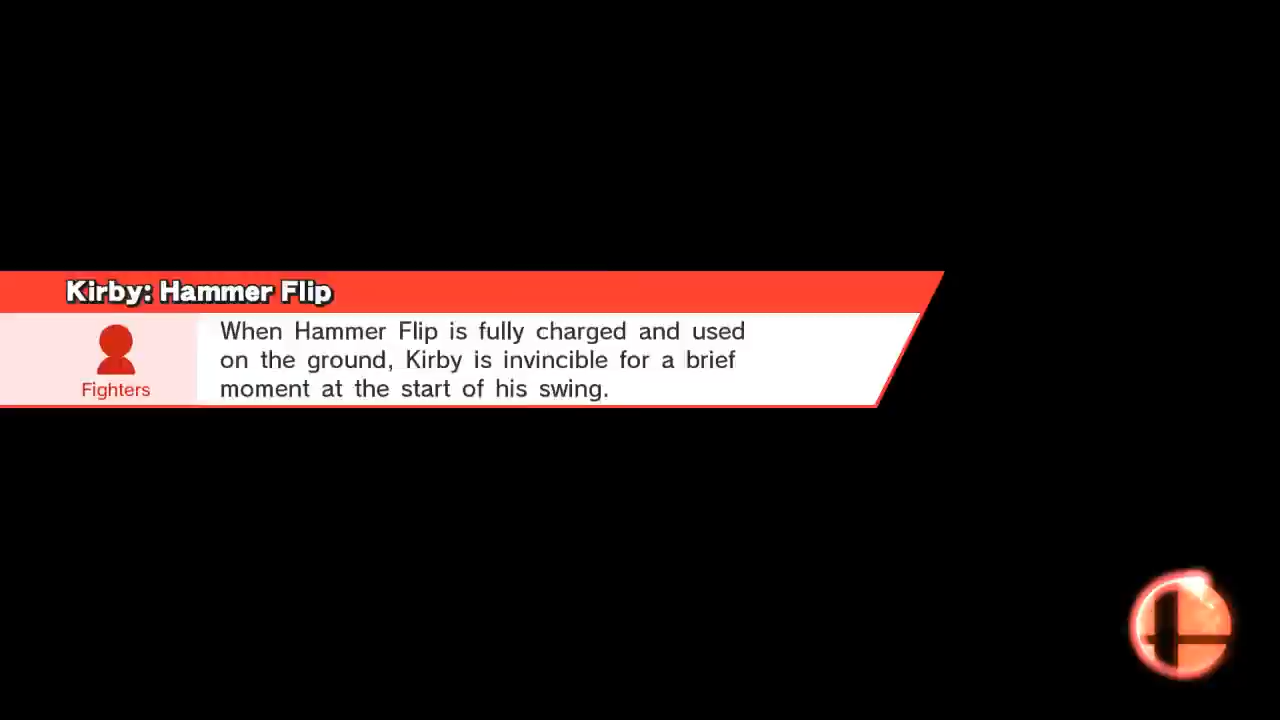 Kirby: Hammer Flip
Fighters
When Hammer Flip is fully charged and used
on the ground, Kirby is invincible for a brief
moment at the start of his swing.